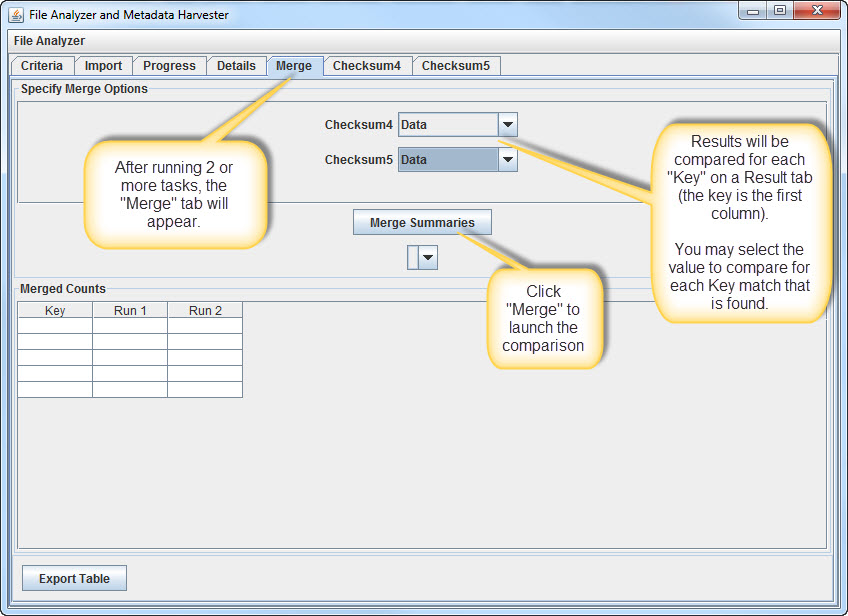 File Analyzer and Metadata Harvester
File Analyzer
Criteria Import Progress Details Merge Checksum4 Checksum5
Specify Merge Options
Checksum4 Data
Checksum5 Data
Merge Summaries
After running 2 or
more tasks, the
"Merge" tab will
appear.
Results will be
compared for each
"Key" on a Result tab
(the key is the first
column).
You may select the
value to compare for
each Key match that
is found.
Click
"Merge" to
launch the
comparison
Merged Counts
Key Run 1 Run 2
Export Table